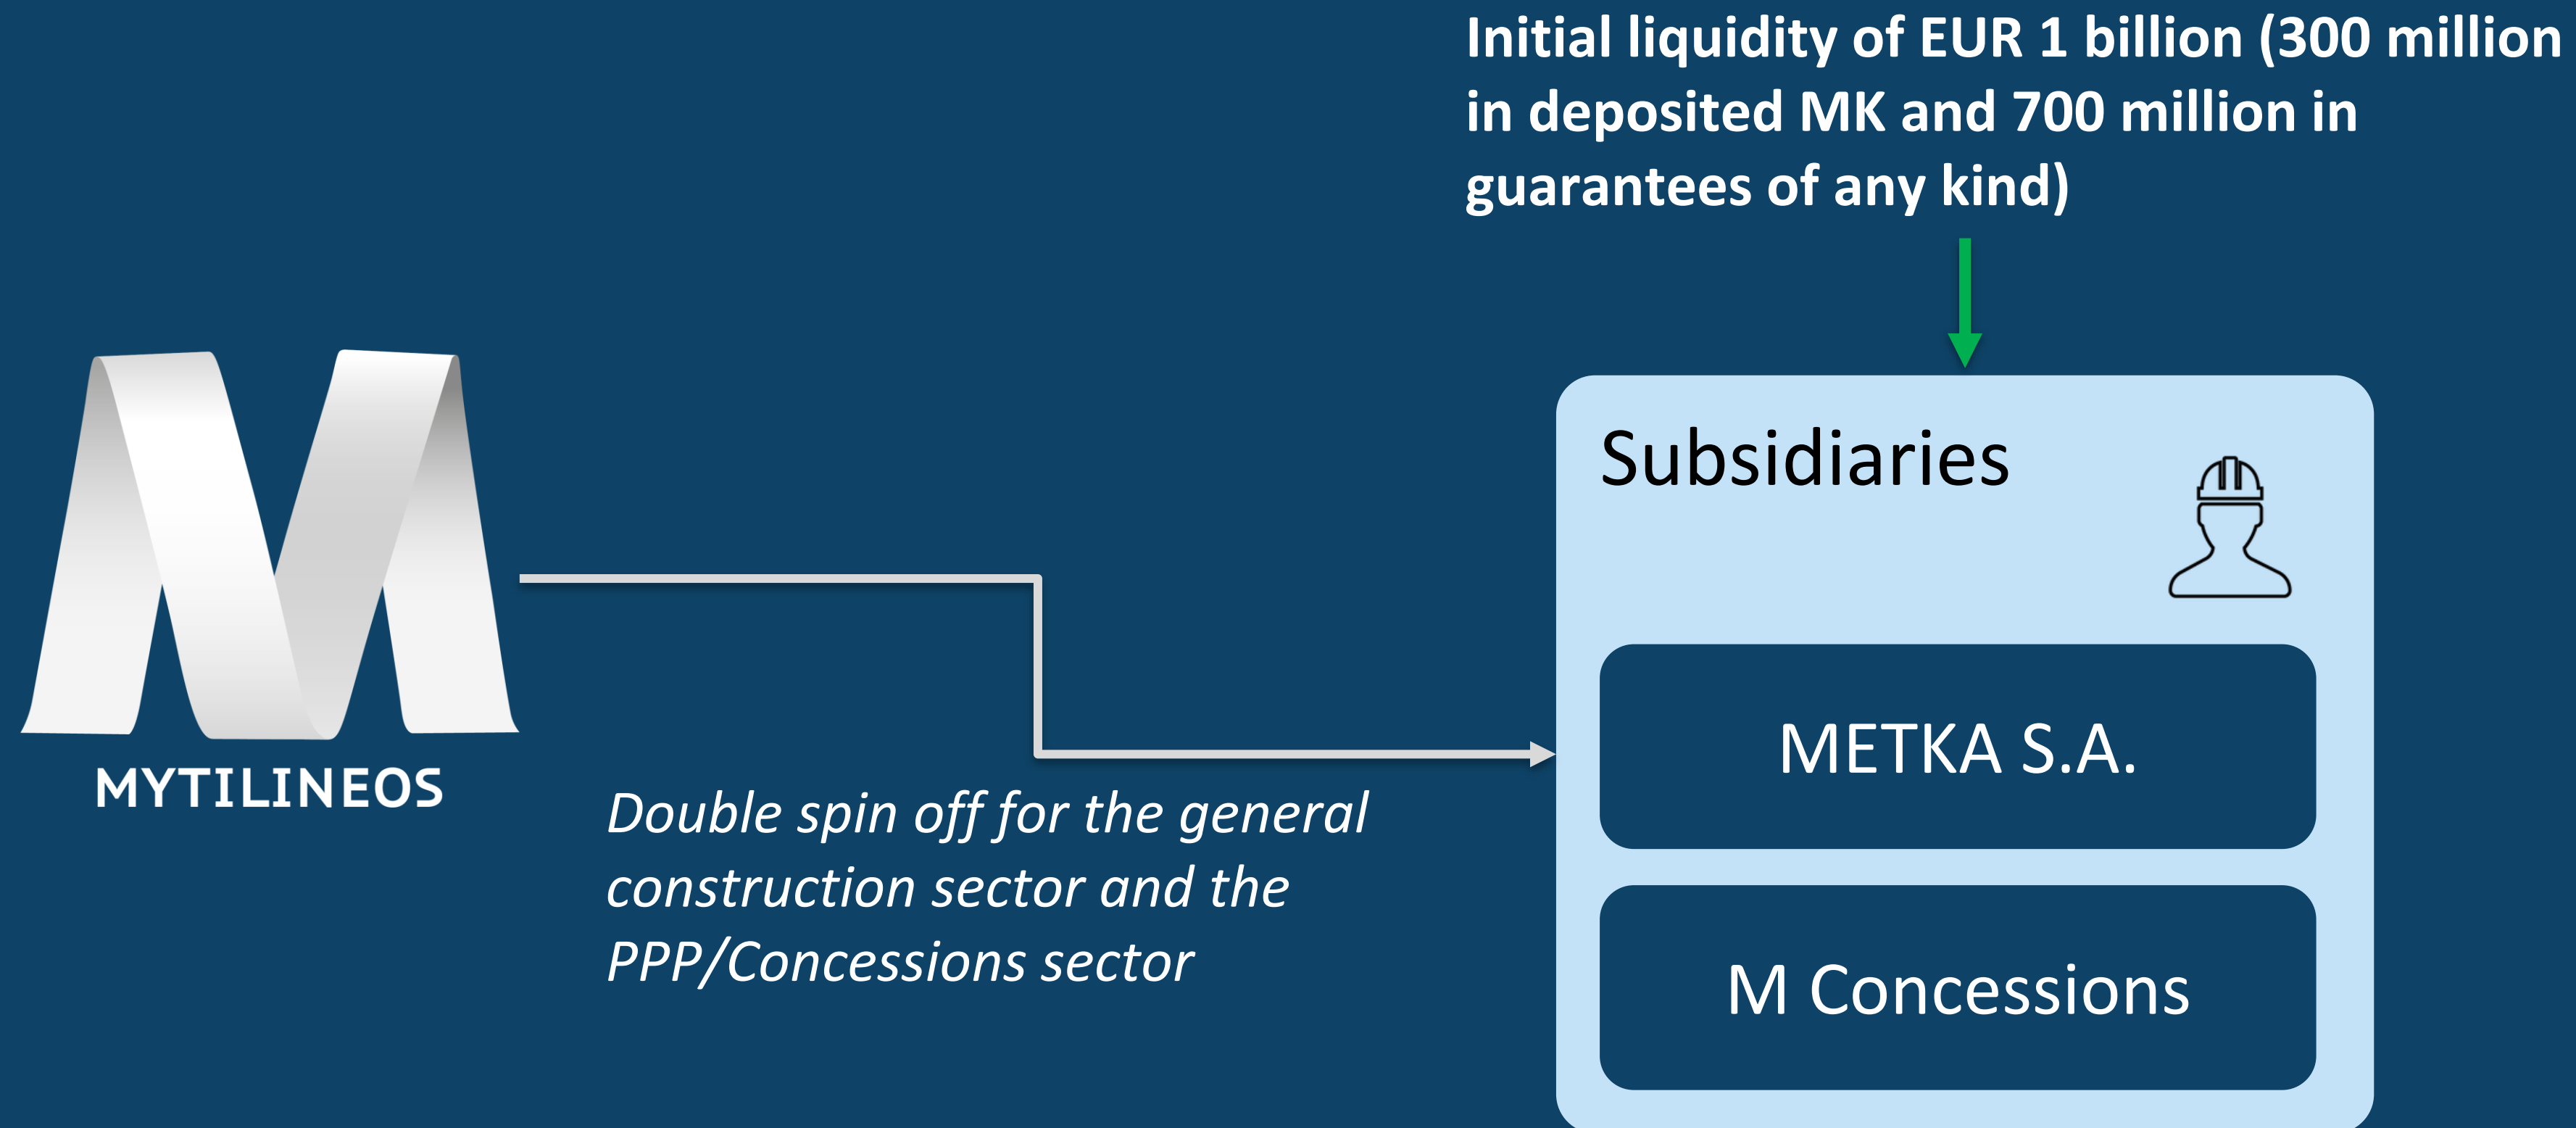 Initial liquidity of EUR 1 billion (300 million
in deposited MK and 700 million in
guarantees of any kind)
Subsidiaries
METKA S.A.
M Concessions
MYTILINEOS
Double spin off for the general
construction sector and the
PPP/Concessions sector